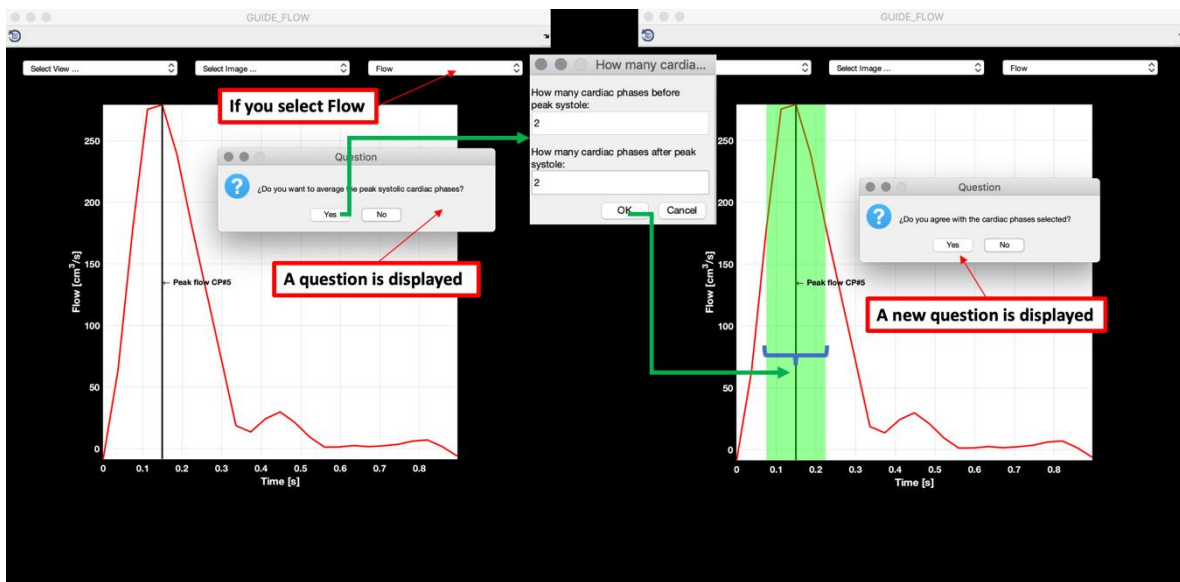 GUIDE_FLOW
Select View ...
Select Image ...
Flow
If you select Flow
250
200
150
100
50
0
Flow [cm³/s]
Question
¿Do you want to average the peak systolic cardiac phases?
Yes
No
← Peak flow CP#5
A question is displayed
0 0.1 0.2 0.3 0.4 0.5 0.6 0.7 0.8
Time [s]
How many cardia...
How many cardiac phases before
peak systole:
2
How many cardiac phases after peak
systole:
2
OK
Cancel
GUIDE_FLOW
Select Image ...
Flow
250
200
150
100
50
0
Flow [cm³/s]
Question
¿Do you agree with the cardiac phases selected?
Yes
No
← Peak flow CP#5
A new question is displayed
0 0.1 0.2 0.3 0.4 0.5 0.6 0.7 0.8
Time [s]